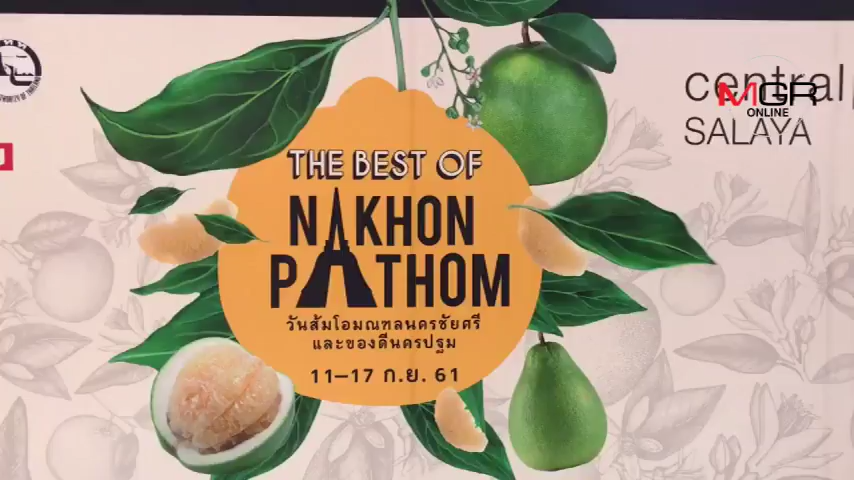 central
SALAYA
MGR
ONLINE
THE BEST OF
NAKHON
PATHOM
วันส้มโอมณฑลนครชัยศรี
และของดีนครปฐม
11–17 ก.ย. 61